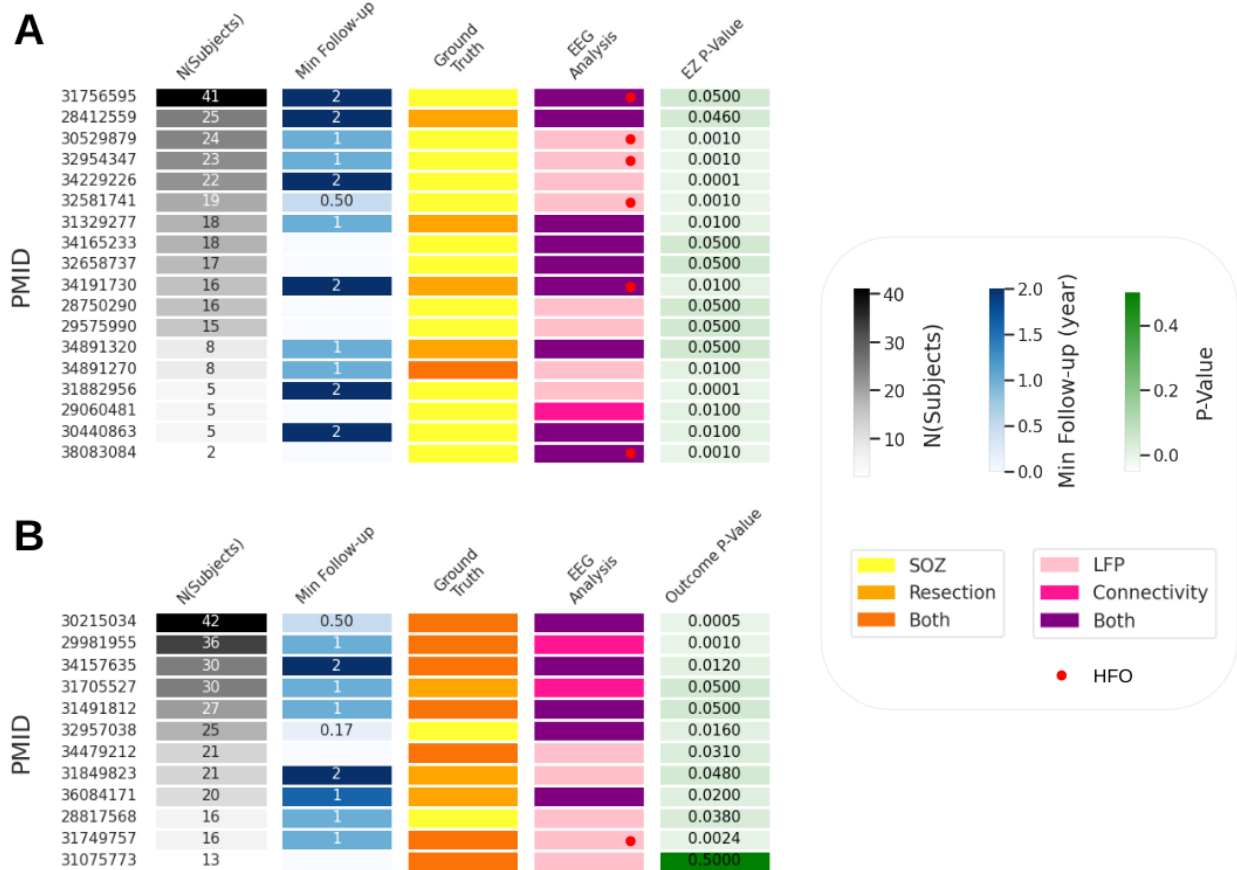 A
N(Subjects) Min Follow-up Ground Truth EEG Analysis EZ P-Value
PMID
31756595 41 2 0.0500
28412559 25 2 0.0460
30529879 24 1 0.0010
32954347 23 1 0.0010
34229226 22 2 0.0001
32581741 19 0.50 0.0010
31329277 18 1 0.0100
34165233 18 0.0500
32658737 17 0.0500
34191730 16 2 0.0100
28750290 16 0.0500
29575990 15 0.0500
34891320 8 1 0.0500
34891270 8 1 0.0100
31882956 5 2 0.0001
29060481 5 0.0100
30440863 5 2 0.0100
38083084 2 0.0010
B
N(Subjects) Min Follow-up Ground Truth EEG Analysis Outcome P-Value
PMID
30215034 42 0.50 0.0005
29981955 36 1 0.0010
34157635 30 2 0.0120
31705527 30 1 0.0500
31491812 27 1 0.0500
32957038 25 0.17 0.0160
34479212 21 0.0310
31849823 21 2 0.0480
36084171 20 1 0.0200
28817568 16 1 0.0380
31749757 16 1 0.0024
31075773 13 0.5000
40
30
20
10
N(Subjects)
2.0
1.5
1.0
0.5
0.0
Min Follow-up (year)
0.4
0.2
0.0
P-Value
SOZ
Resection
Both
LFP
Connectivity
Both
HFO